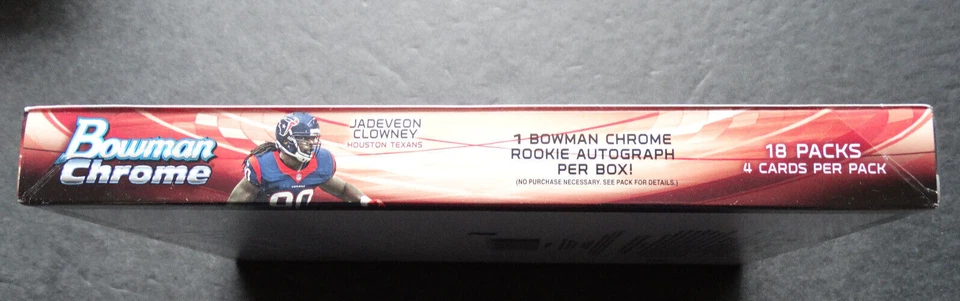 Bowman
Chrome
JADEVEON
CLOWNEY
HOUSTON TEXANS
1 BOWMAN CHROME
ROOKIE AUTOGRAPH
PER BOX!
(NO PURCHASE NECESSARY. SEE PACK FOR DETAILS.)
18 PACKS
4 CARDS PER PACK